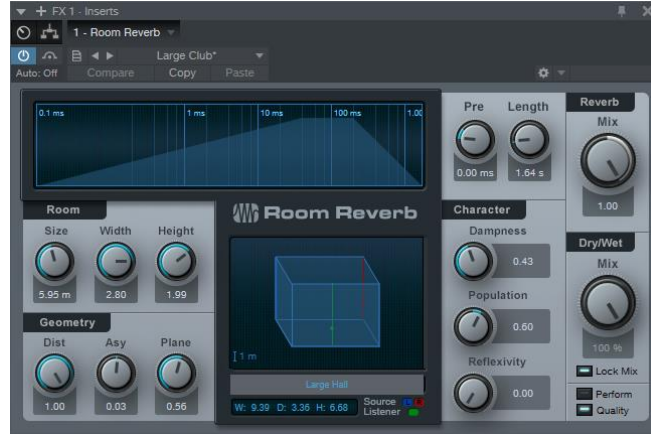 FX 1 - Inserts
1 - Room Reverb
Large Club*
Auto: Off Compare Copy Paste
0.1 ms 1 ms 10 ms 100 ms 1.00
Pre Length
0.00 ms 1.64 s
Reverb
Mix
1.00
Room
Size Width Height
5.95 m 2.80 1.99
Room Reverb
Character
Dampness
0.43
Population
0.60
Reflexivity
0.00
Dry/Wet
Mix
100 %
Lock Mix
Perform
Quality
Geometry
Dist Asy Plane
1.00 0.03 0.56
1 m
Large Hall
W: 9.39 D: 3.36 H: 6.68
Source L R
Listener